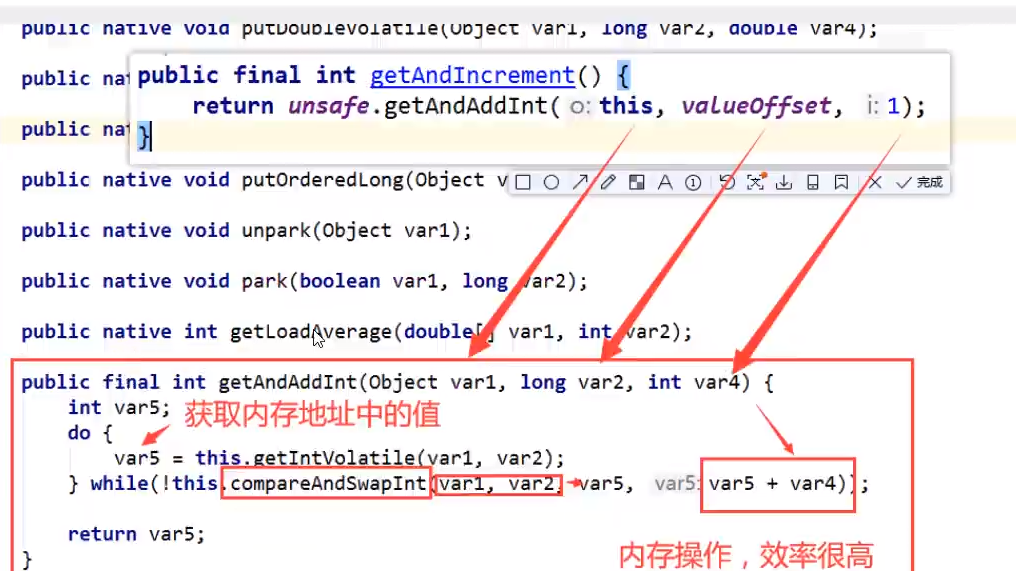 public native void putDoubleVolatile(Object var1, long var2, double var4);
public nat
public final int getAndIncrement() {
return unsafe.getAndAddInt( o: this, valueOffset, i: 1);
public nat
}
public native void putOrderedLong(Object v
完成
public native void unpark(Object var1);
public native void park(boolean var1, long var2);
public native int getLoadAverage(double[] var1, int var2);
public final int getAndAddInt(Object var1, long var2, int var4) {
int var5;
获取内存地址中的值
do {
var5 = this.getIntVolatile(var1, var2);
} while(!this.compareAndSwapInt(var1, var2, var5, var5: var5 + var4));
return var5;
内存操作，效率很高
}